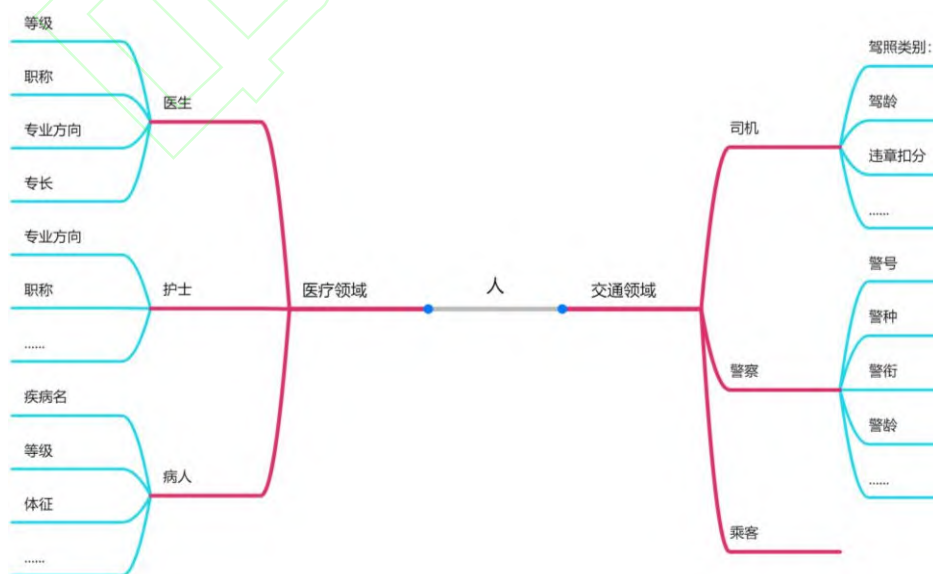 人
医疗领域
医生
等级
职称
专业方向
专长
护士
专业方向
职称
......
病人
疾病名
等级
体征
......
交通领域
司机
驾照类别：
驾龄
违章扣分
......
警察
警号
警种
警衔
警龄
......
乘客